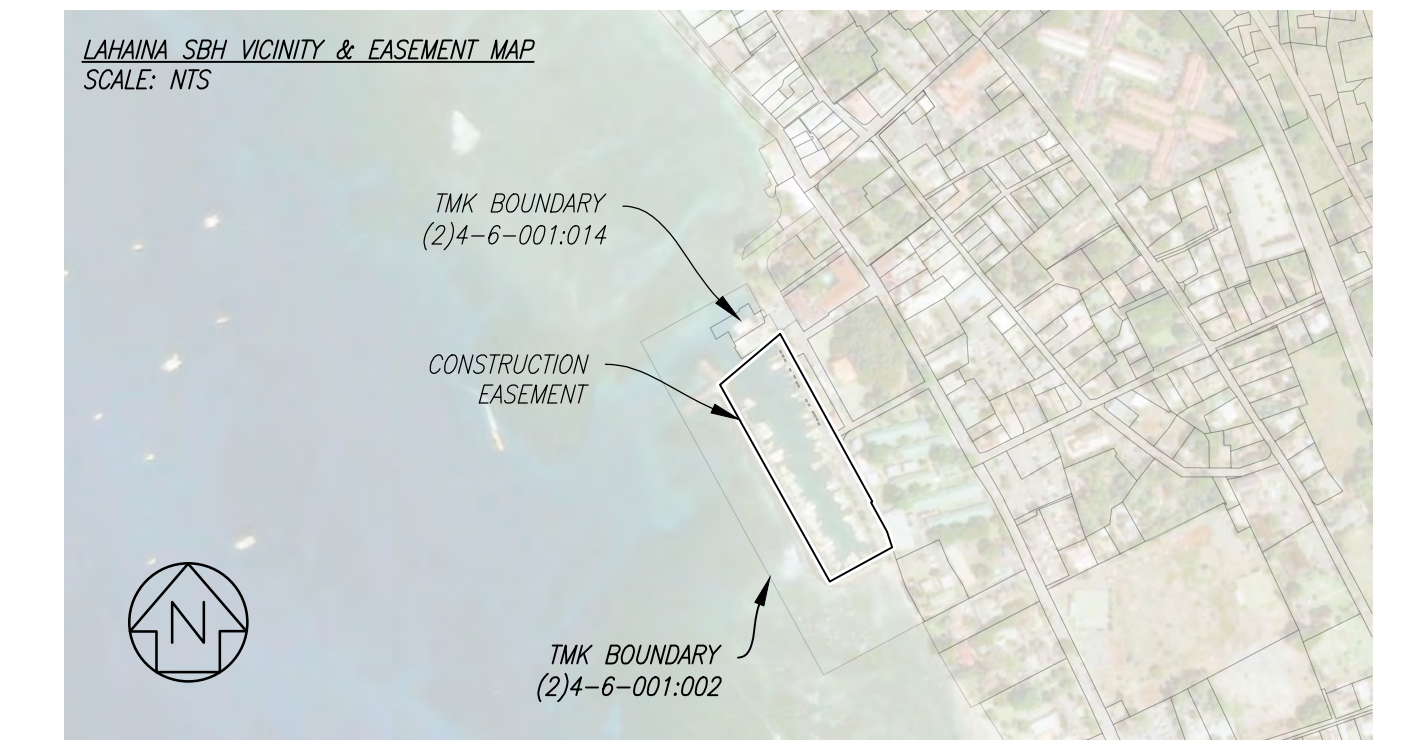 LAHAINA SBH VICINITY & EASEMENT MAP
SCALE: NTS
TMK BOUNDARY
(2)4-6-001:014
CONSTRUCTION
EASEMENT
N
TMK BOUNDARY
(2)4-6-001:002